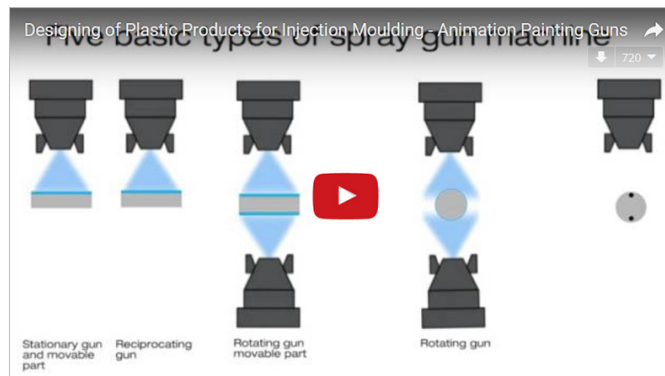 Designing of Plastic Products for Injection Moulding - Animation Painting Guns
Five basic types of spray gun machine
720
Stationary gun
and movable
part
Reciprocating
gun
Rotating gun
movable part
Rotating gun